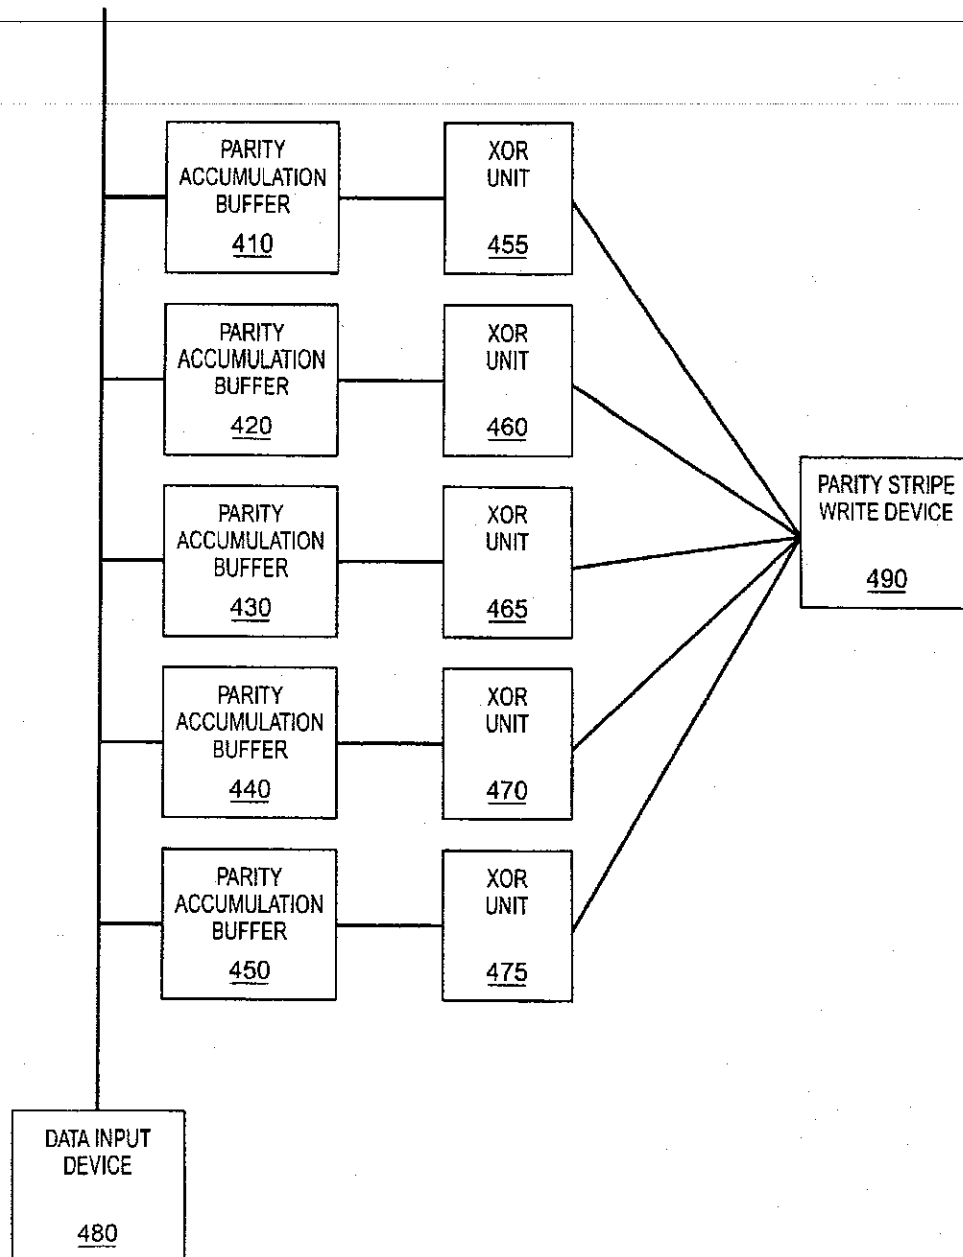 PARITY
ACCUMULATION
BUFFER
410
XOR
UNIT
455
PARITY
ACCUMULATION
BUFFER
420
XOR
UNIT
460
PARITY
ACCUMULATION
BUFFER
430
XOR
UNIT
465
PARITY STRIPE
WRITE DEVICE
490
PARITY
ACCUMULATION
BUFFER
440
XOR
UNIT
470
PARITY
ACCUMULATION
BUFFER
450
XOR
UNIT
475
DATA INPUT
DEVICE
480